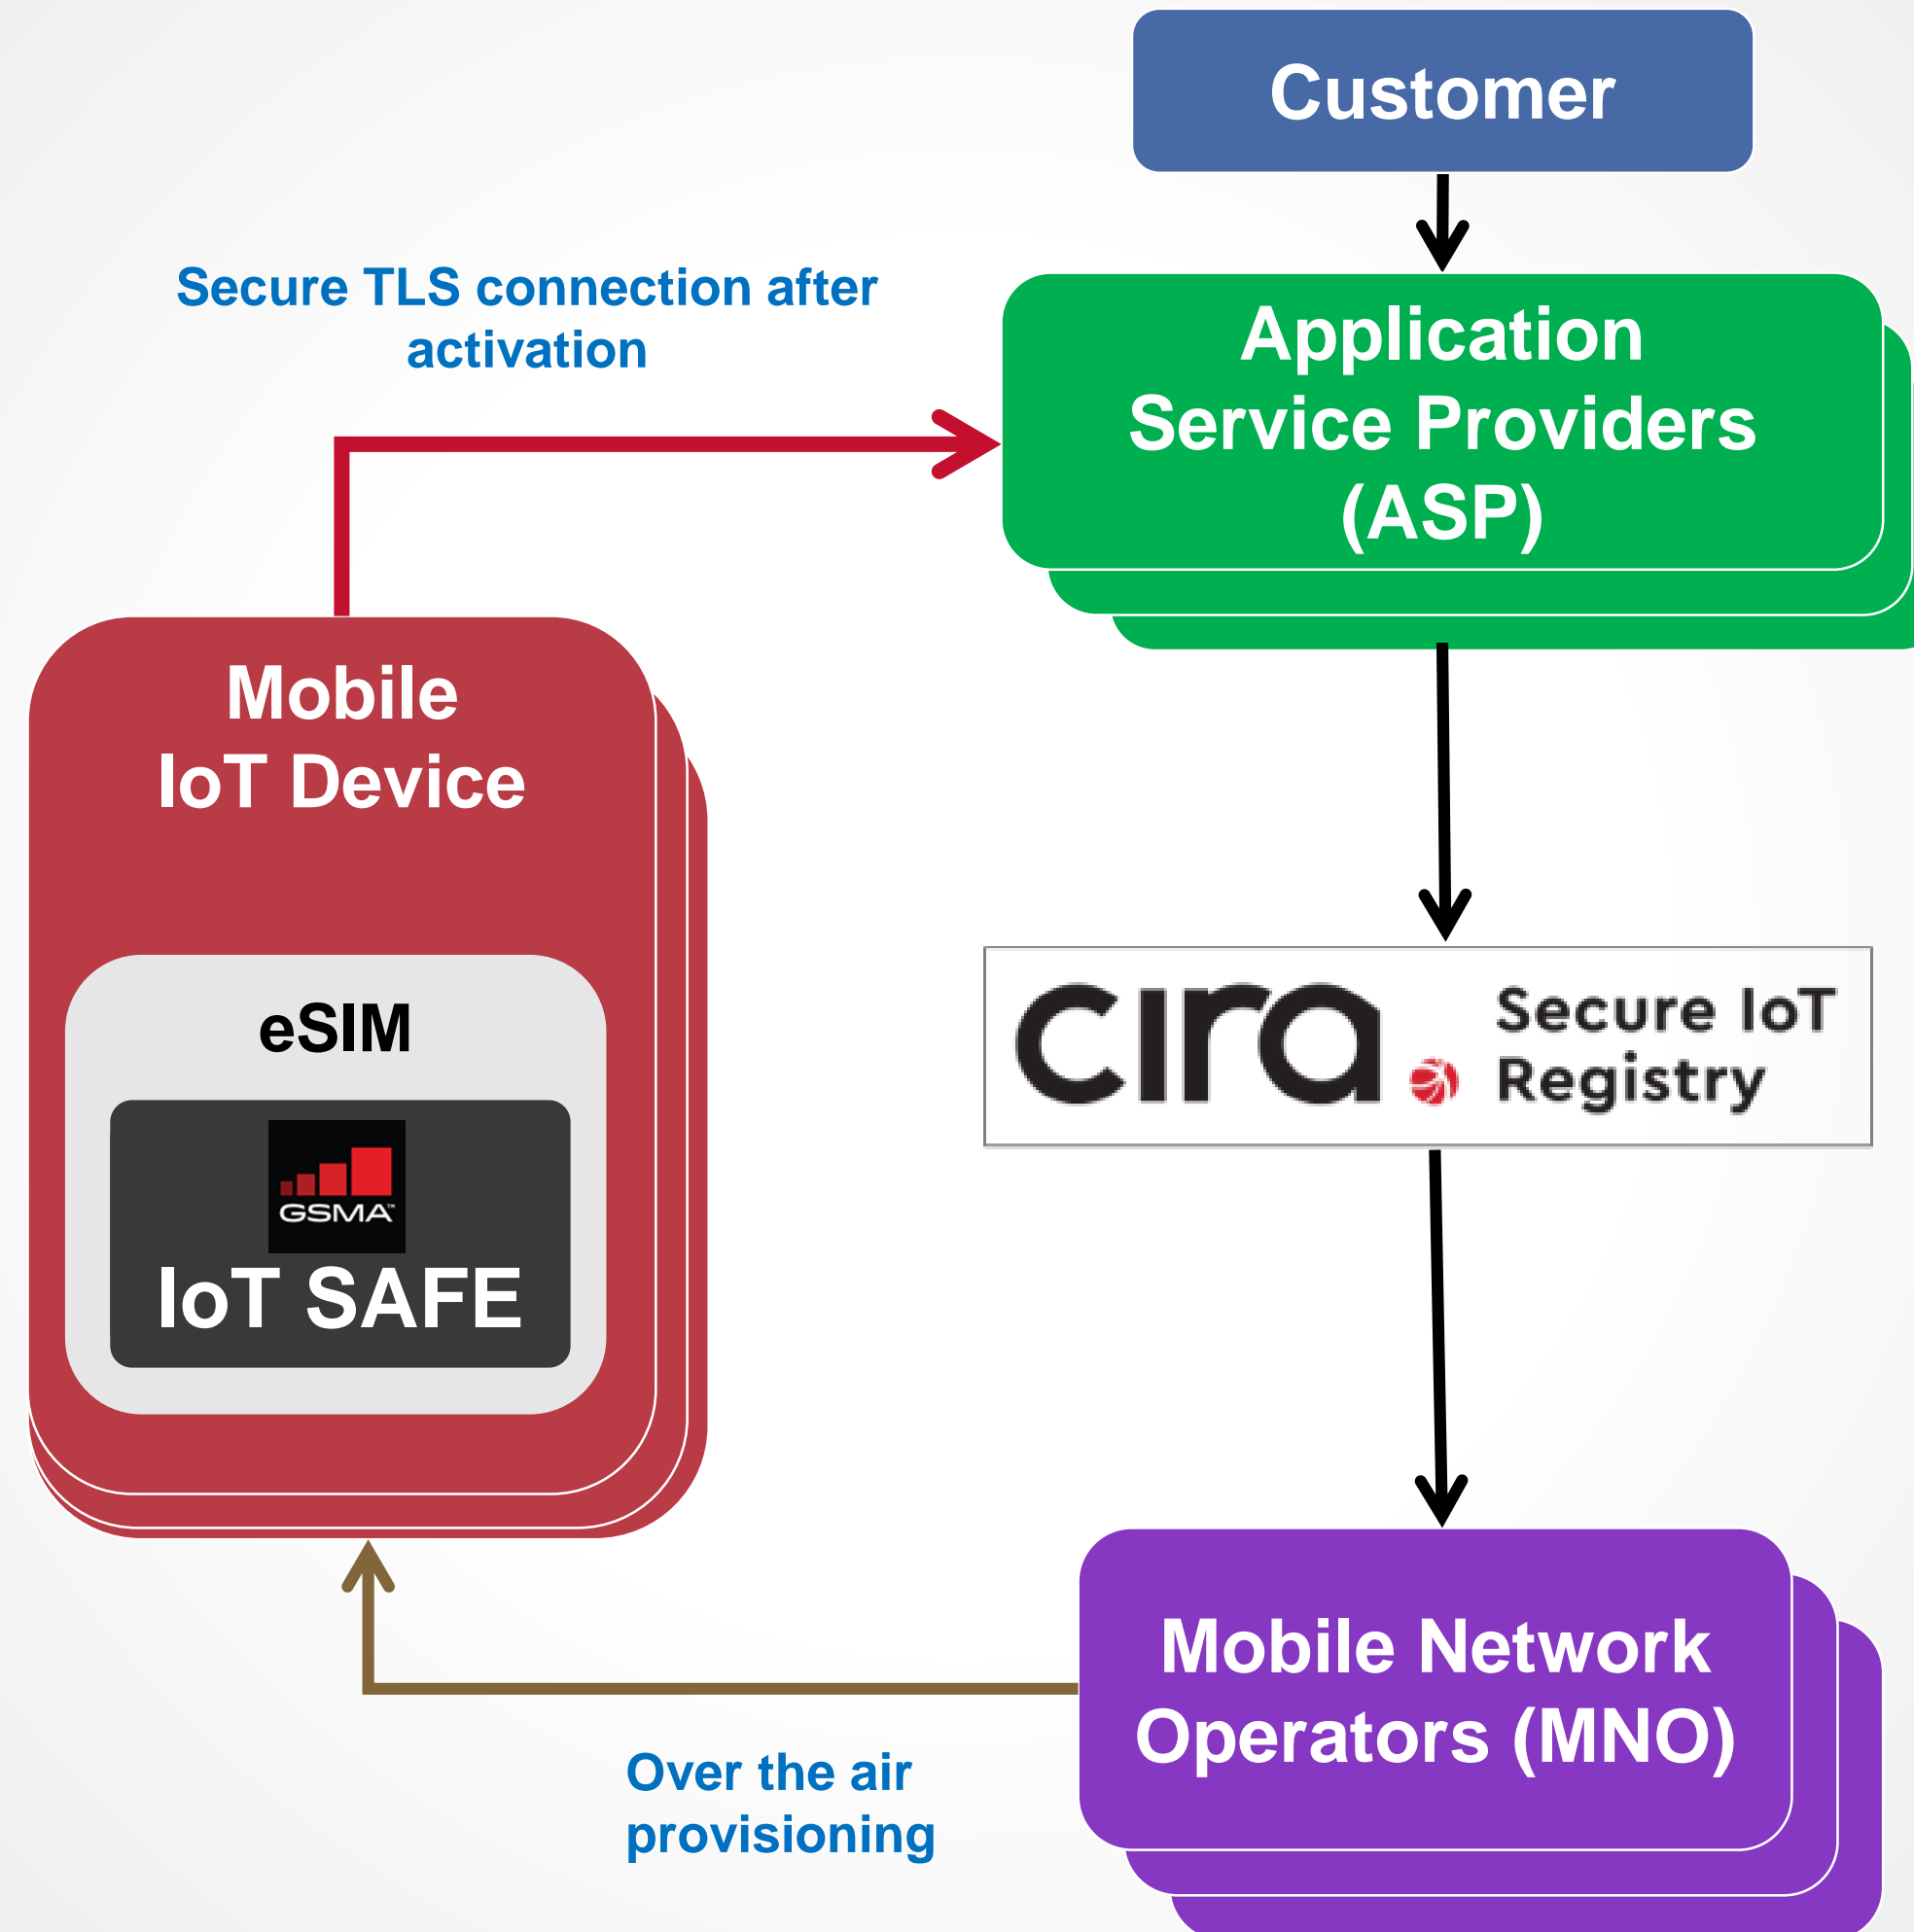 Customer
Secure TLS connection after
activation
Application
Service Providers
(ASP)
Mobile
IoT Device
eSIM
GSMA™
IoT SAFE
cira
Secure IoT
Registry
Mobile Network
Operators (MNO)
Over the air
provisioning